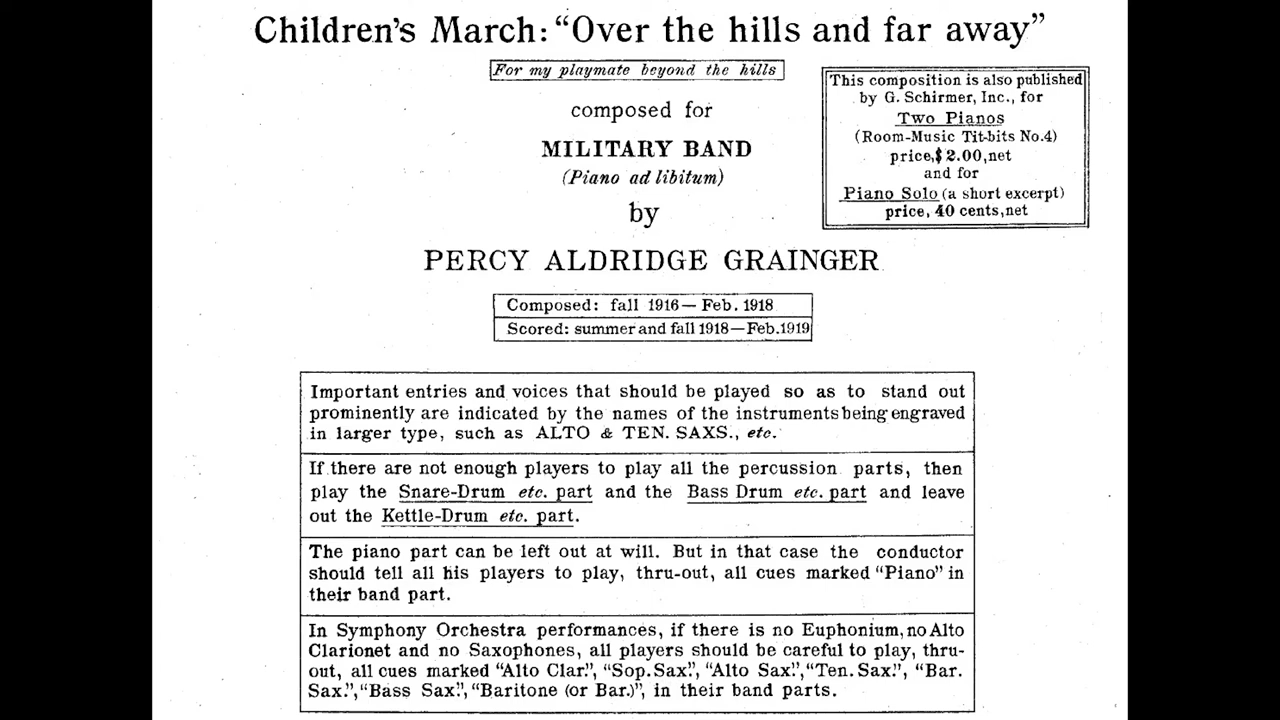 Children's March: “Over the hills and far away”
For my playmate beyond the hills
composed for
MILITARY BAND
(Piano ad libitum)
by
PERCY ALDRIDGE GRAINGER
This composition is also published
by G. Schirmer, Inc., for
Two Pianos
(Room-Music Tit-bits No.4)
price,$2.00,net
and for
Piano Solo (a short excerpt)
price, 40 cents,net
Composed: fall 1916— Feb. 1918
Scored: summer and fall 1918—Feb.1919
Important entries and voices that should be played so as to stand out
prominently are indicated by the names of the instruments being engraved
in larger type, such as ALTO & TEN. SAXS., etc.
If there are not enough players to play all the percussion parts, then
play the Snare-Drum etc. part and the Bass Drum etc. part and leave
out the Kettle-Drum etc. part.
The piano part can be left out at will. But in that case the conductor
should tell all his players to play, thru-out, all cues marked “Piano” in
their band part.
In Symphony Orchestra performances, if there is no Euphonium, no Alto
Clarionet and no Saxophones, all players should be careful to play, thru-
out, all cues marked “Alto Clar.”, “Sop. Sax.”, “Alto Sax.”, “Ten. Sax.”, “Bar.
Sax.”, “Bass Sax.”, “Baritone (or Bar.)”, in their band parts.